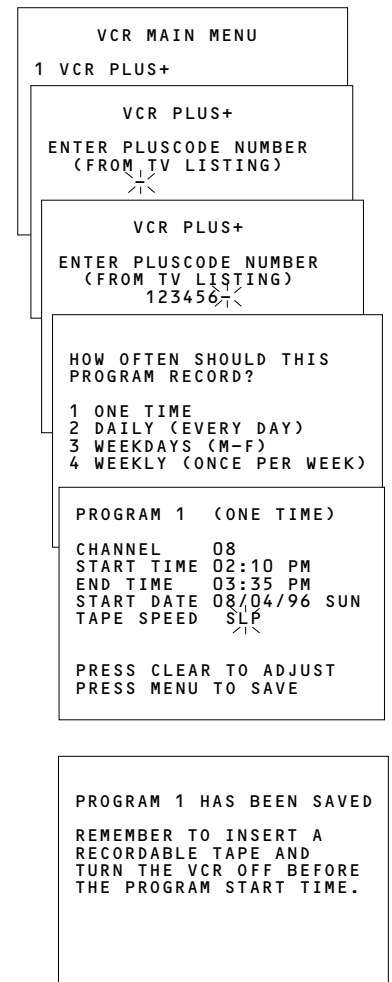 VCR MAIN MENU
1 VCR PLUS+
VCR PLUS+
ENTER PLUSCODE NUMBER
(FROM TV LISTING)
-
VCR PLUS+
ENTER PLUSCODE NUMBER
(FROM TV LISTING)
123456-
HOW OFTEN SHOULD THIS
PROGRAM RECORD?
1 ONE TIME
2 DAILY (EVERY DAY)
3 WEEKDAYS (M-F)
4 WEEKLY (ONCE PER WEEK)
PROGRAM 1 (ONE TIME)
CHANNEL 08
START TIME 02:10 PM
END TIME 03:35 PM
START DATE 08/04/96 SUN
TAPE SPEED SLP
PRESS CLEAR TO ADJUST
PRESS MENU TO SAVE
PROGRAM 1 HAS BEEN SAVED
REMEMBER TO INSERT A
RECORDABLE TAPE AND
TURN THE VCR OFF BEFORE
THE PROGRAM START TIME.